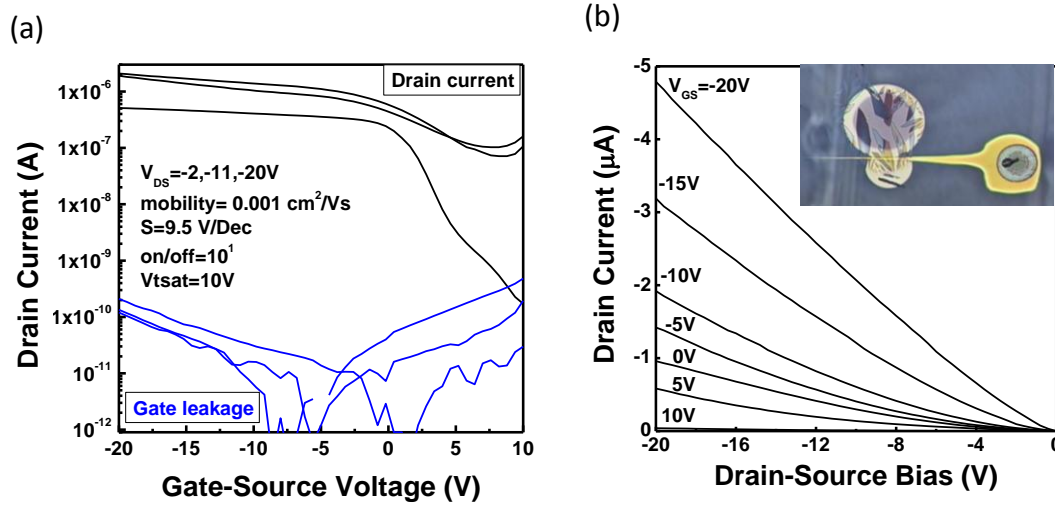 (a)
(b)
Drain current
1x10⁻⁶
1x10⁻⁷
1x10⁻⁸
1x10⁻⁹
1x10⁻¹⁰
1x10⁻¹¹
10⁻¹²
Drain Current (A)
V_DS=-2,-11,-20V
mobility= 0.001 cm²/Vs
S=9.5 V/Dec
on/off=10¹
Vtsat=10V
Gate leakage
-20 -15 -10 -5 0 5 10
Gate-Source Voltage (V)
-5
-4
-3
-2
-1
0
Drain Current (µA)
V_GS=-20V
-15V
-10V
-5V
0V
5V
10V
-20 -16 -12 -8 -4 0
Drain-Source Bias (V)